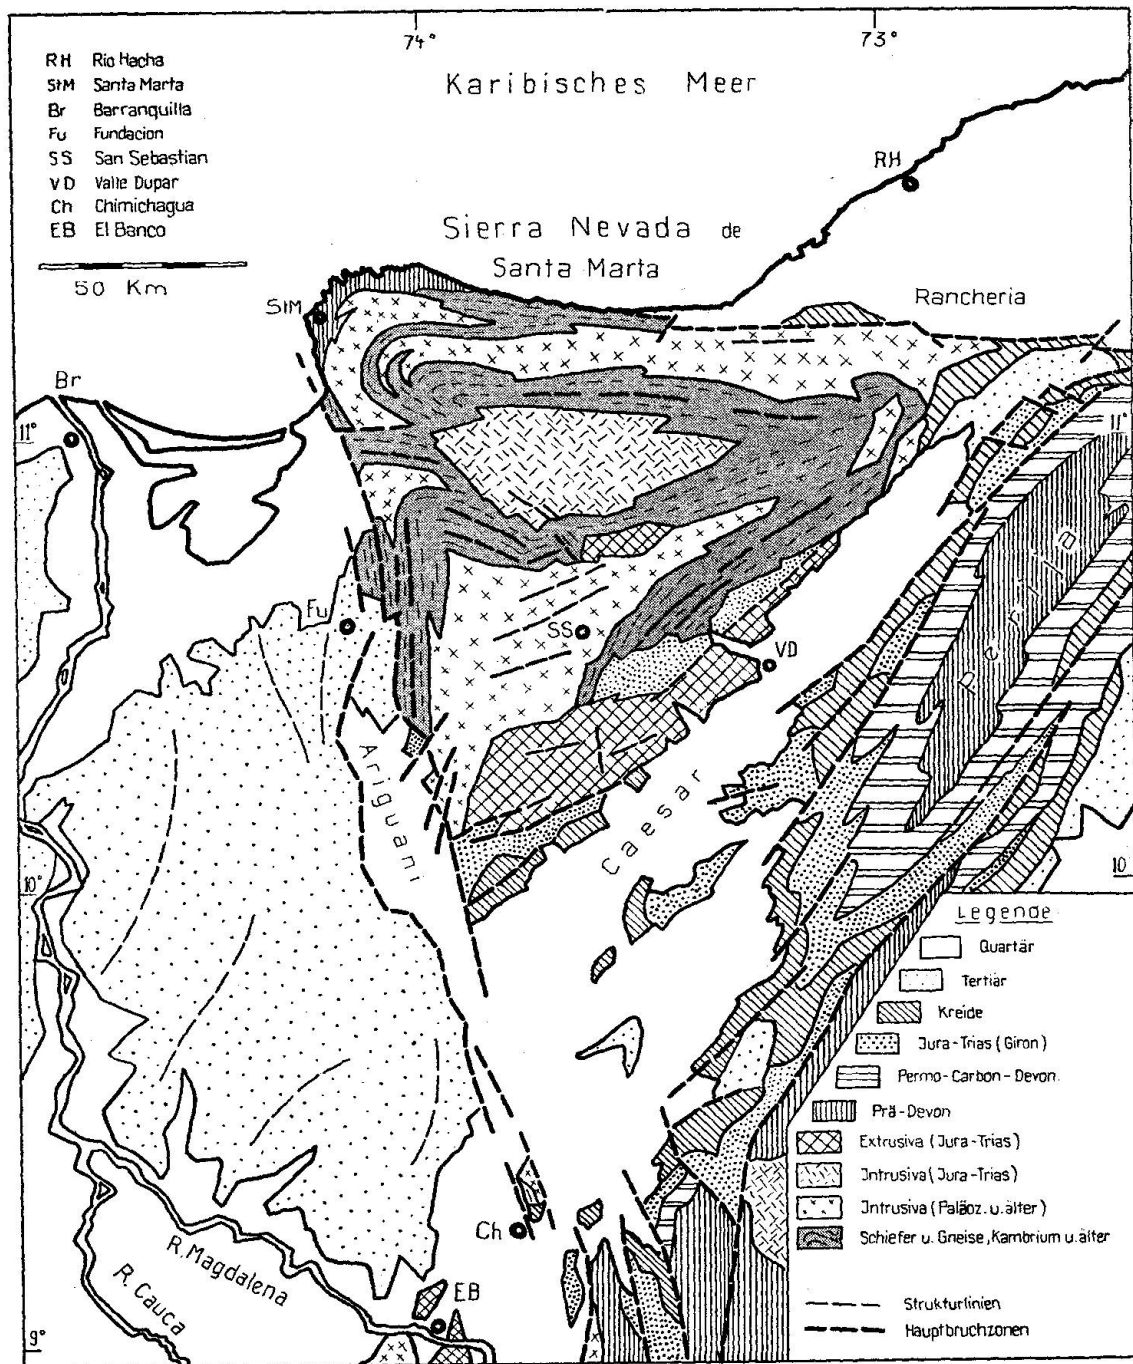 74°
73°
RH Rio Hacha
StM Santa Marta
Br Barranquilla
Fu Fundacion
SS San Sebastian
VD Valle Dupar
Ch Chimichagua
EB El Banco
50 Km
Karibisches Meer
RH
Sierra Nevada de
Santa Marta
Rancheria
StM
Br
11°
11°
Perija
Fu
SS
VD
Ariguani
Caesar
10°
10
Legende
Quartär
Tertiär
Kreide
Jura-Trias (Giron)
Permo-Carbon-Devon.
Prä-Devon
Extrusiva (Jura-Trias)
Intrusiva (Jura-Trias)
Intrusiva (Paläoz. u. älter)
Schiefer u. Gneise, Kambrium u. älter
Strukturlinien
Hauptbruchzonen
Ch
R. Magdalena
R. Cauca
EB
9°